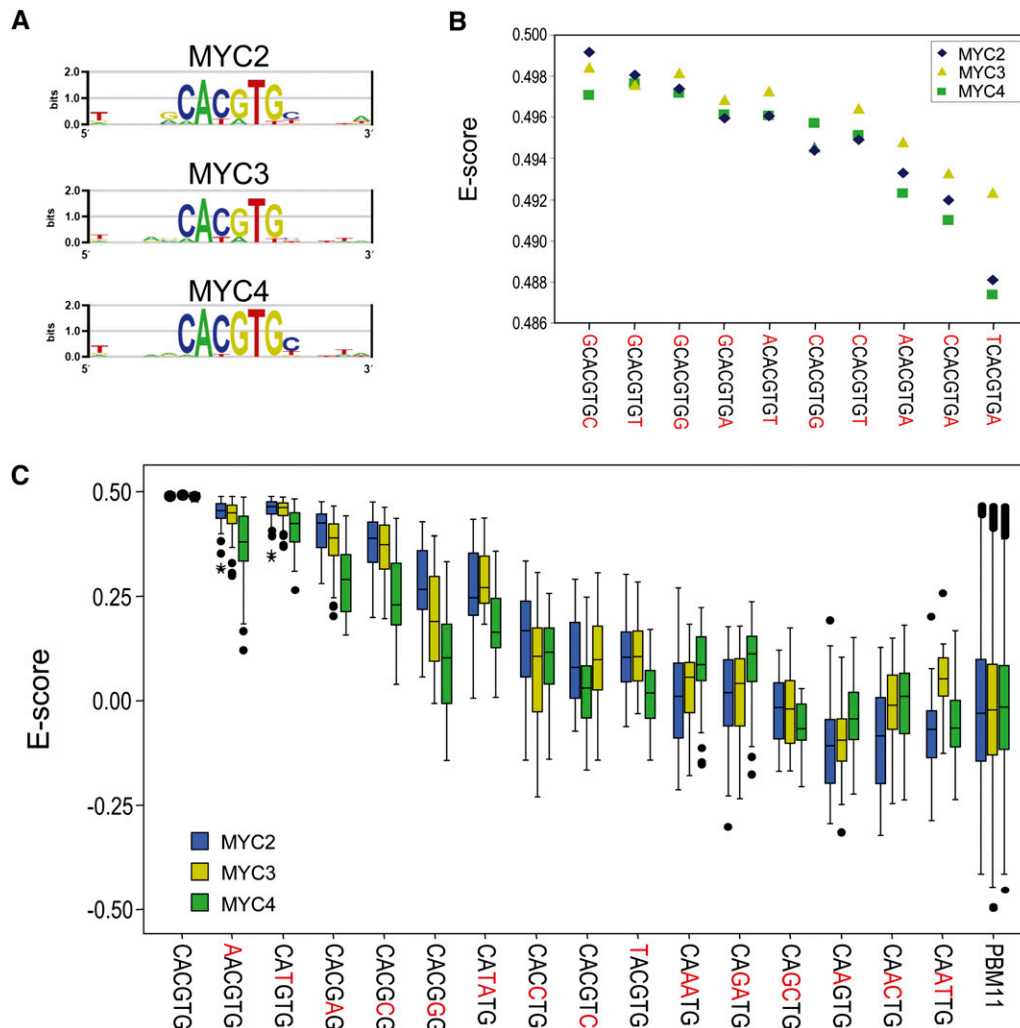 A
MYC2
2.0
bits
1.0
0.0
T
GCACGTGC
A
5´
3´
MYC3
2.0
bits
1.0
0.0
CACGTG
5´
3´
MYC4
2.0
bits
1.0
0.0
CACGTGC
5´
3´
B
0.500
0.498
0.496
0.494
0.492
0.490
0.488
0.486
E-score
MYC2
MYC3
MYC4
GCACGTGC
GCACGTGT
GCACGTGG
GCACGTGA
ACACGTGT
CCACGTGG
CCACGTGT
ACACGTGA
CCACGTGA
TCACGTGA
C
0.50
0.25
0.00
-0.25
-0.50
E-score
MYC2
MYC3
MYC4
CACGTG
AACGTG
CATGTG
CACGAG
CACGCG
CACGGG
CATATG
CACCTG
CACGTC
TACGTG
CAAATG
CAGATG
CAGCTG
CAAGTG
CAACTG
CAATTG
PBM11